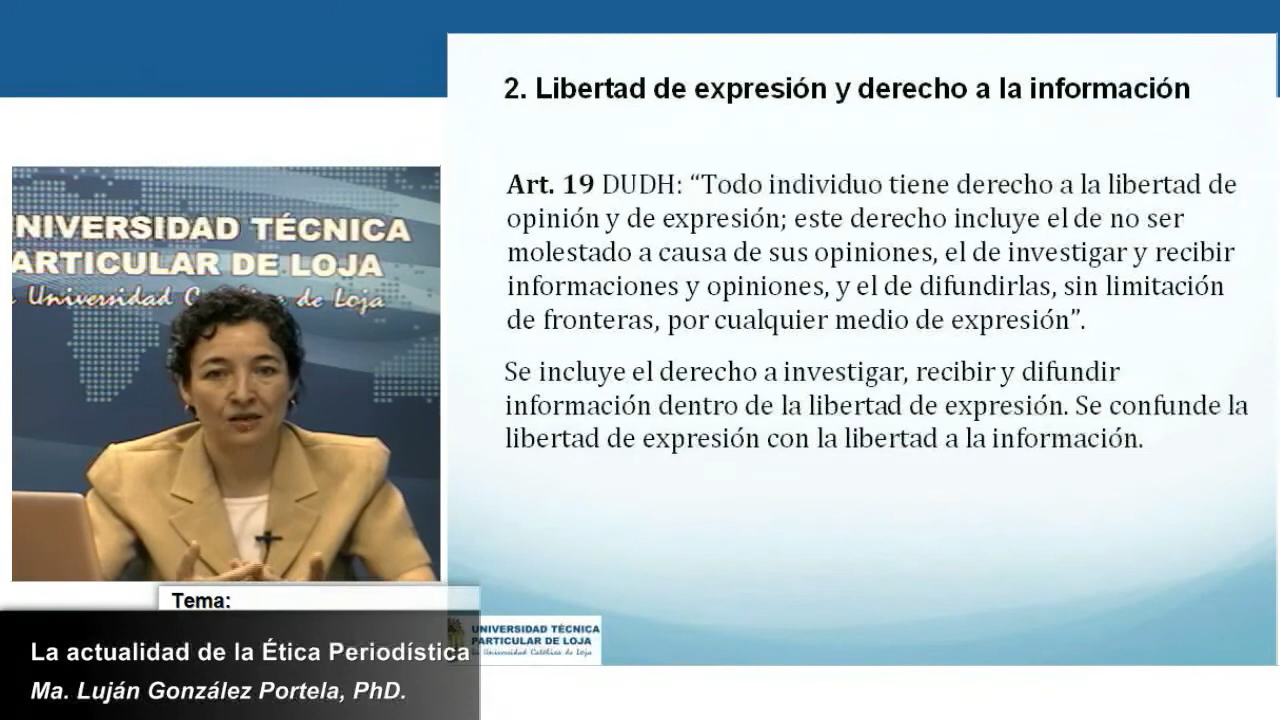 2. Libertad de expresión y derecho a la información
Art. 19 DUDH: “Todo individuo tiene derecho a la libertad de
opinión y de expresión; este derecho incluye el de no ser
molestado a causa de sus opiniones, el de investigar y recibir
informaciones y opiniones, y el de difundirlas, sin limitación
de fronteras, por cualquier medio de expresión”.
Se incluye el derecho a investigar, recibir y difundir
información dentro de la libertad de expresión. Se confunde la
libertad de expresión con la libertad a la información.
NIVERSIDAD TÉCNICA
ARTICULAR DE LOJA
Universidad C de Loja
Tema:
La actualidad de la Ética Periodística
Ma. Luján González Portela, PhD.
UNIVERSIDAD TÉCNICA
PARTICULAR DE LOJA
La Universidad Católica de Loja